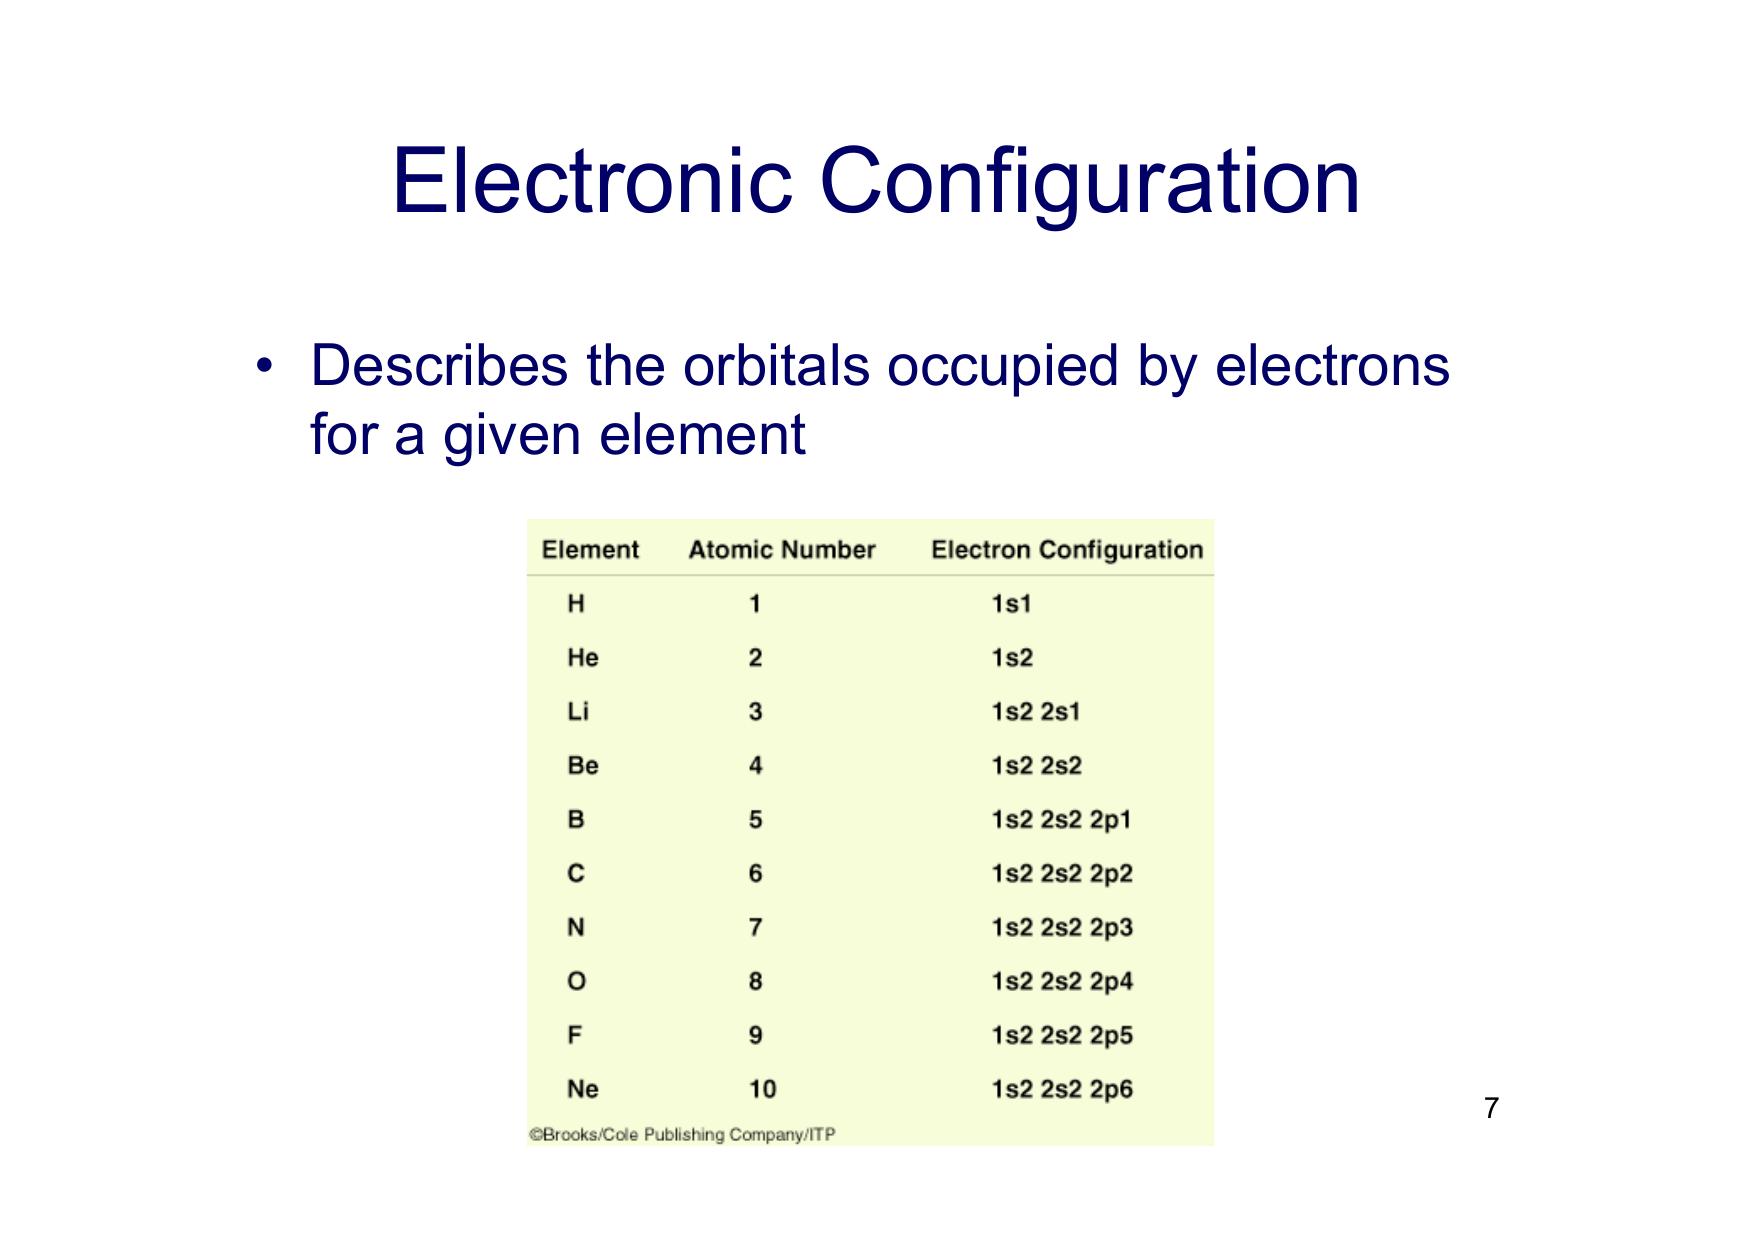 Electronic Configuration
• Describes the orbitals occupied by electrons
for a given element
Element Atomic Number Electron Configuration
H 1 1s1
He 2 1s2
Li 3 1s2 2s1
Be 4 1s2 2s2
B 5 1s2 2s2 2p1
C 6 1s2 2s2 2p2
N 7 1s2 2s2 2p3
O 8 1s2 2s2 2p4
F 9 1s2 2s2 2p5
Ne 10 1s2 2s2 2p6
©Brooks/Cole Publishing Company/ITP
7